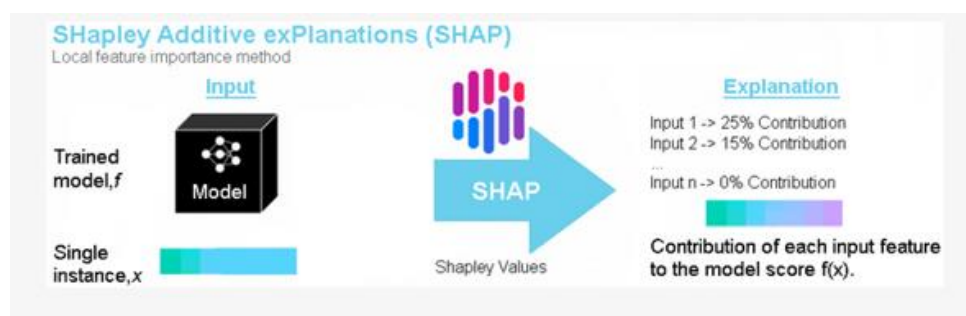 SHapley Additive exPlanations (SHAP)
Local feature importance method
Input
Explanation
Trained
model,f
Model
SHAP
Input 1 -> 25% Contribution
Input 2 -> 15% Contribution
...
Input n -> 0% Contribution
Single
instance,x
Shapley Values
Contribution of each input feature
to the model score f(x).